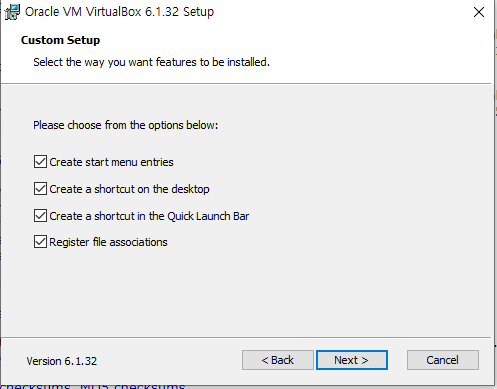 Oracle VM VirtualBox 6.1.32 Setup
Custom Setup
Select the way you want features to be installed.
Please choose from the options below:
Create start menu entries
Create a shortcut on the desktop
Create a shortcut in the Quick Launch Bar
Register file associations
Version 6.1.32
< Back
Next >
Cancel
checksums, MD5 checksums